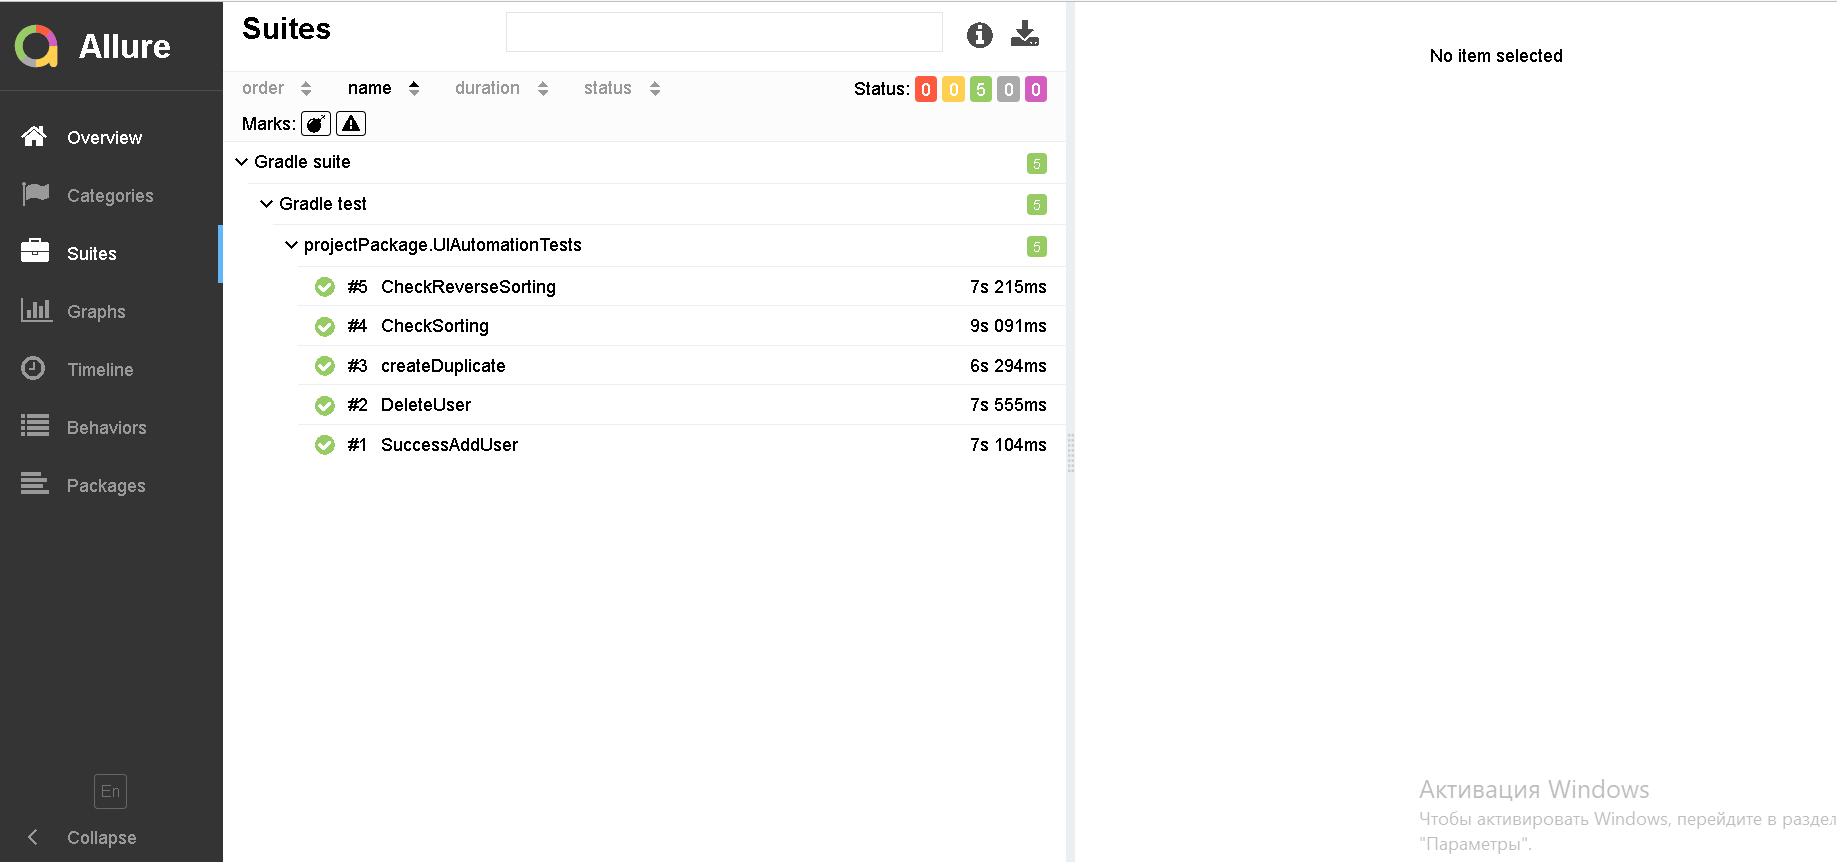 Allure
Overview
Categories
Suites
Graphs
Timeline
Behaviors
Packages
En
Collapse
Suites
order name duration status Status: 0 0 5 0 0
Marks:
Gradle suite 5
Gradle test 5
projectPackage.UIAutomationTests 5
#5 CheckReverseSorting 7s 215ms
#4 CheckSorting 9s 091ms
#3 createDuplicate 6s 294ms
#2 DeleteUser 7s 555ms
#1 SuccessAddUser 7s 104ms
No item selected
Активация Windows
Чтобы активировать Windows, перейдите в раздел
"Параметры".